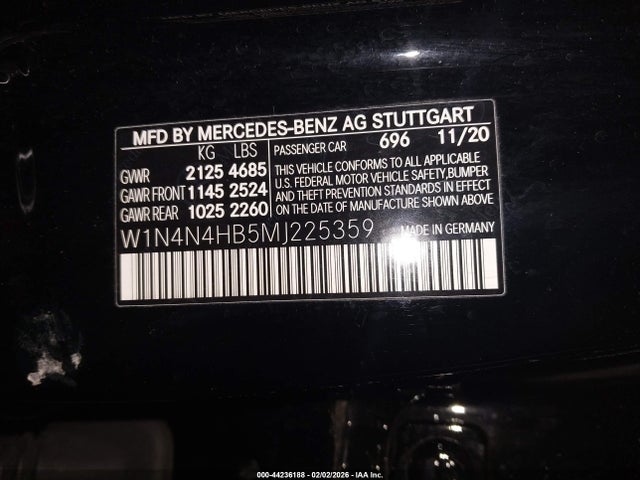 MFD BY MERCEDES-BENZ AG STUTTGART
KG LBS PASSENGER CAR 696 11/20
GVWR 2125 4685
GAWR FRONT 1145 2524
GAWR REAR 1025 2260
THIS VEHICLE CONFORMS TO ALL APPLICABLE
U.S. FEDERAL MOTOR VEHICLE SAFETY,BUMPER
AND THEFT PREVENTION STANDARDS IN EFFECT
ON THE DATE OF MANUFACTURE SHOWN ABOVE
W1N4N4HB5MJ225359 MADE IN GERMANY
000-44236188 - 02/02/2026 - IAA Inc.